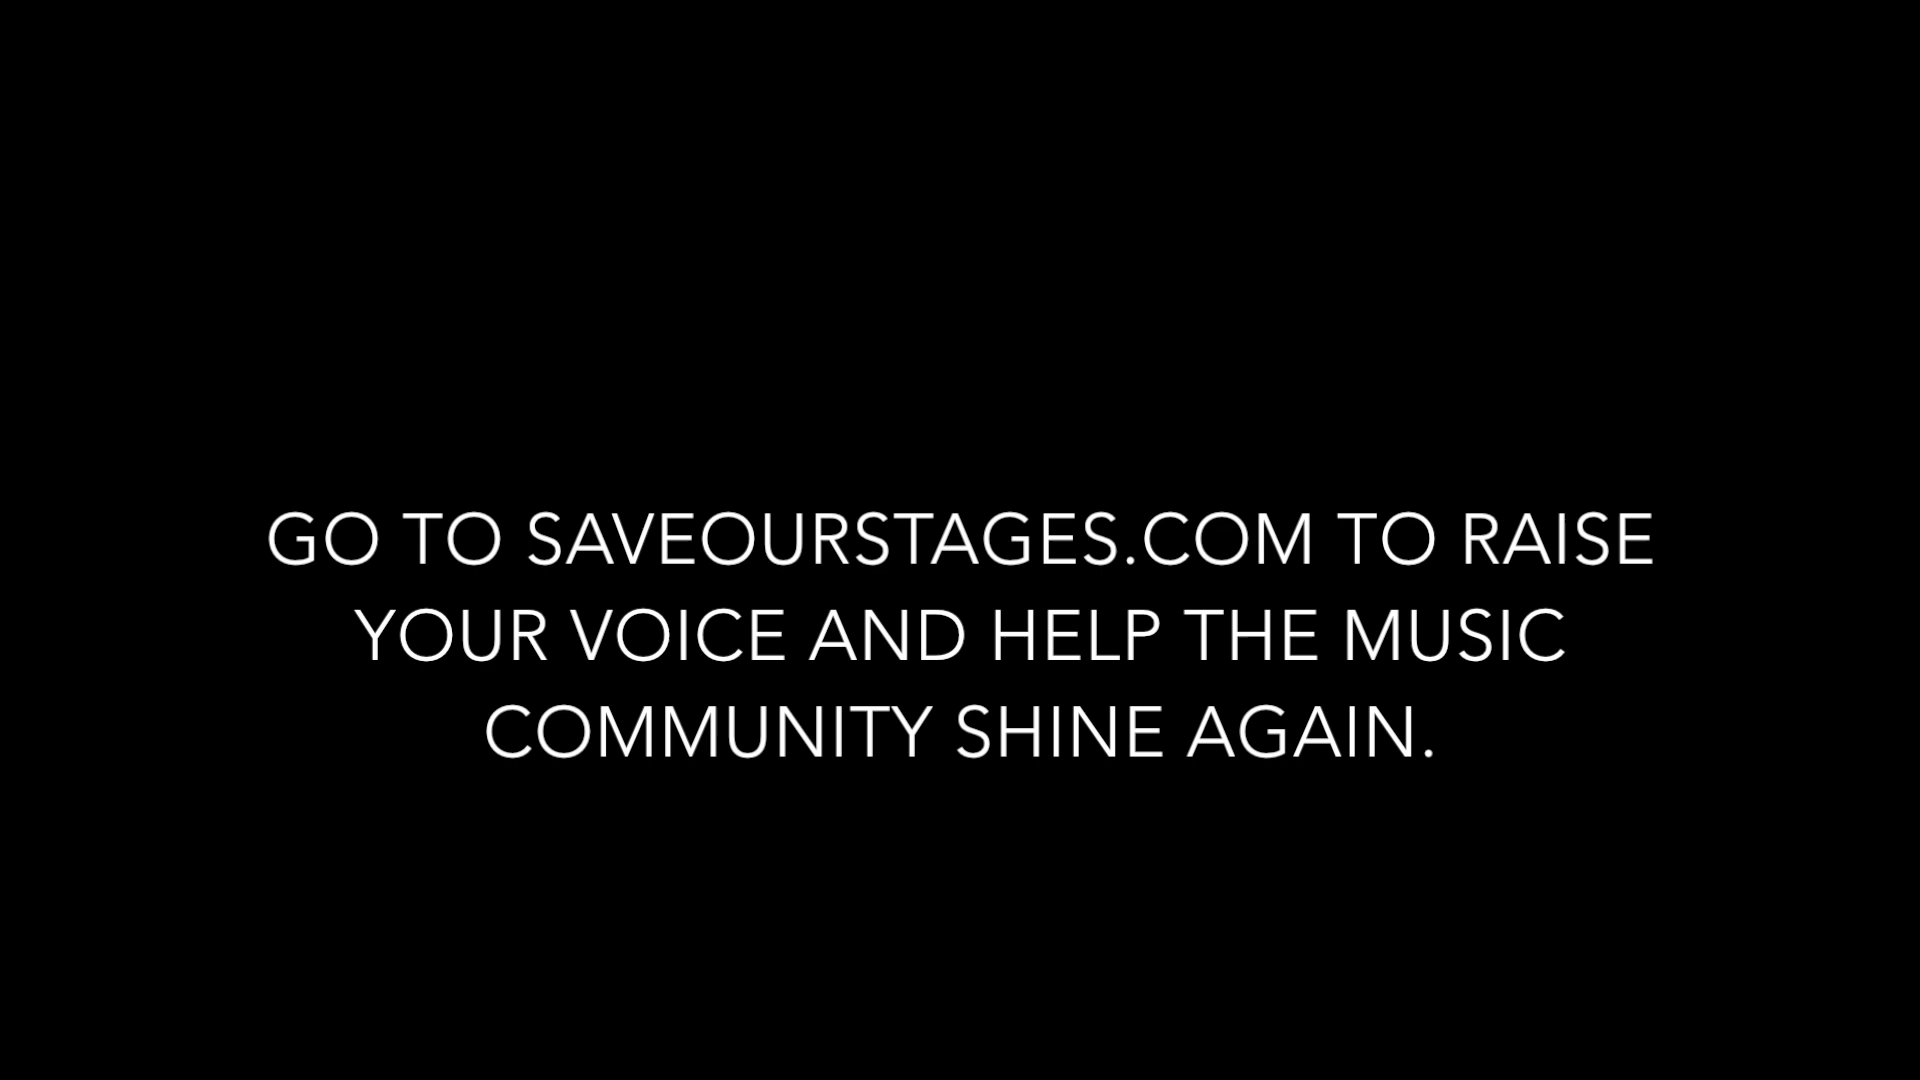 GO TO SAVEOURSTAGES.COM TO RAISE
YOUR VOICE AND HELP THE MUSIC
COMMUNITY SHINE AGAIN.